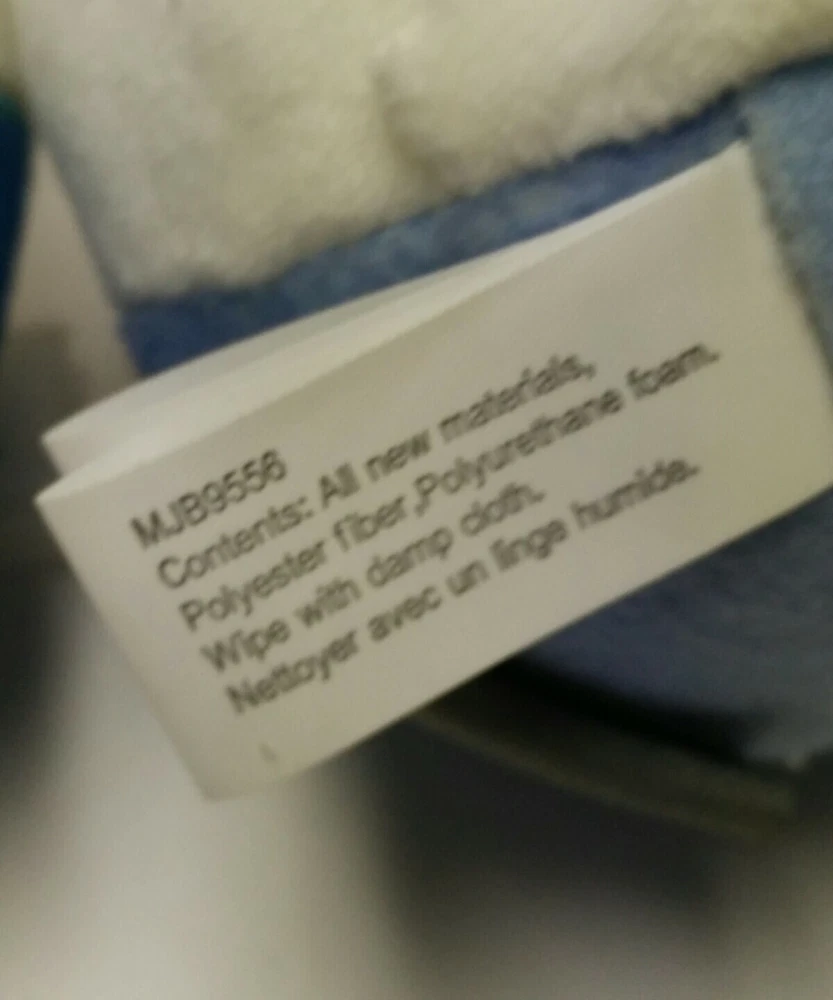 MJB9556
Contents: All new materials,
Polyester fiber,Polyurethane foam.
Wipe with damp cloth.
Nettoyer avec un linge humide.